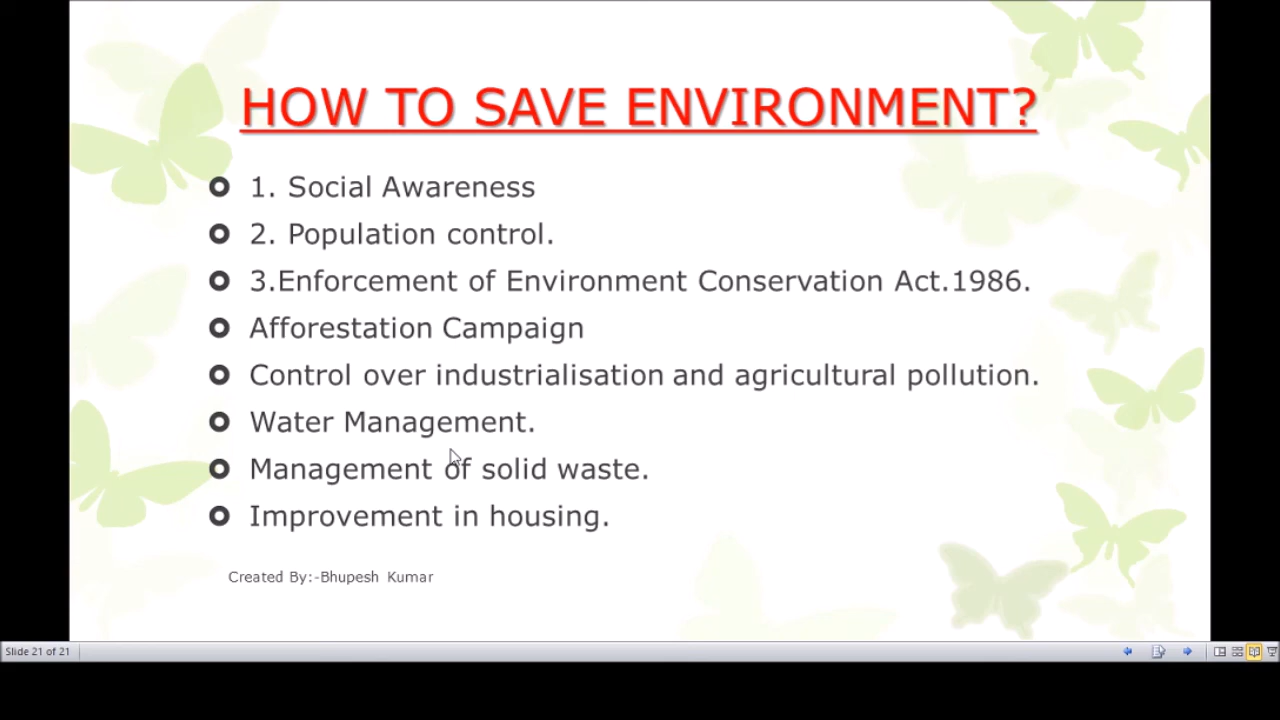 HOW TO SAVE ENVIRONMENT?
1. Social Awareness
2. Population control.
3.Enforcement of Environment Conservation Act.1986.
Afforestation Campaign
Control over industrialisation and agricultural pollution.
Water Management.
Management of solid waste.
Improvement in housing.
Created By:-Bhupesh Kumar
Slide 21 of 21